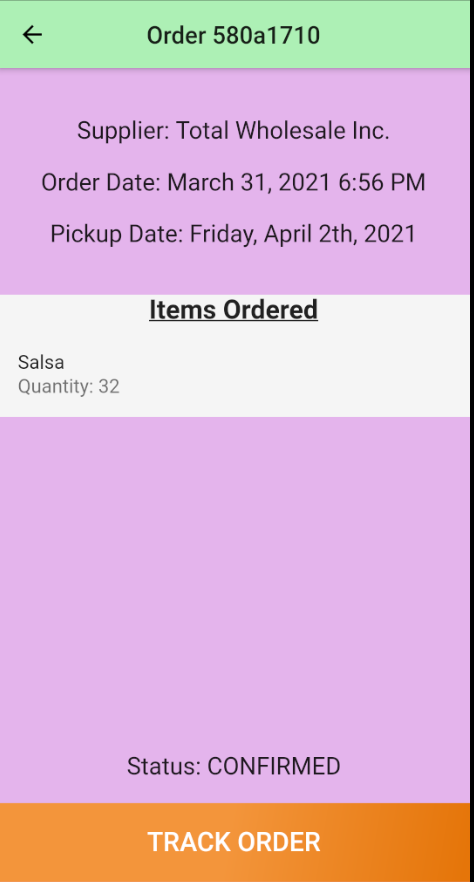 Order 580a1710
Supplier: Total Wholesale Inc.
Order Date: March 31, 2021 6:56 PM
Pickup Date: Friday, April 2th, 2021
Items Ordered
Salsa
Quantity: 32
Status: CONFIRMED
TRACK ORDER